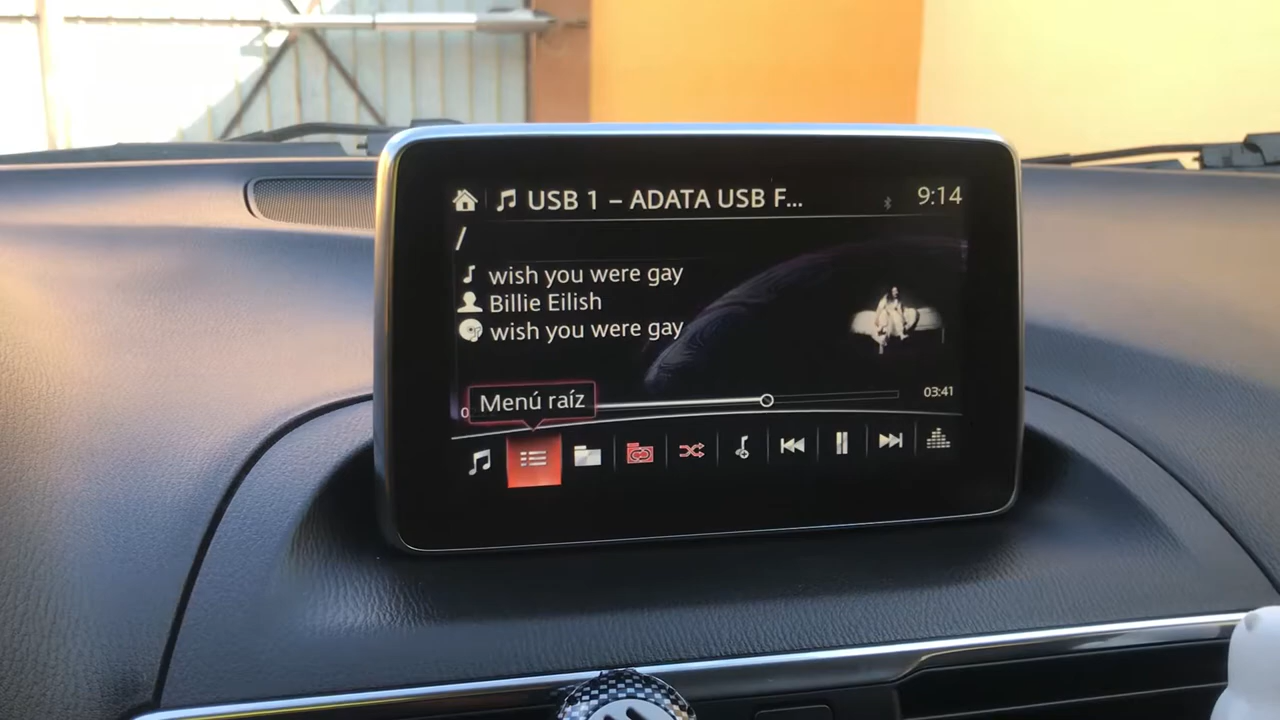 USB 1 – ADATA USB F...
9:14
/
wish you were gay
Billie Eilish
wish you were gay
Menú raíz
0
03:41